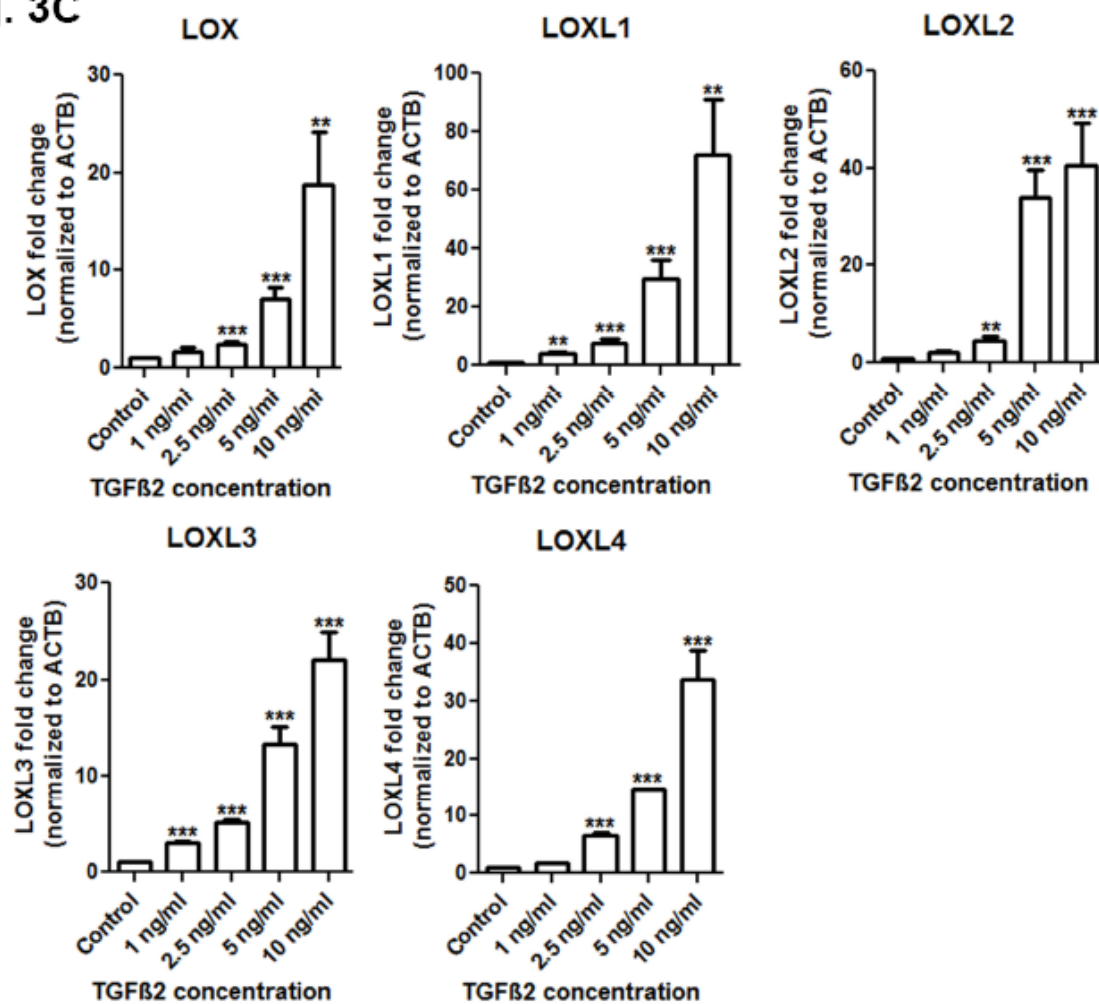 . 3C
LOX
LOX fold change
(normalized to ACTB)
30
20
10
0
***
***
**
Control
1 ng/ml
2.5 ng/ml
5 ng/ml
10 ng/ml
TGFß2 concentration
LOXL1
LOXL1 fold change
(normalized to ACTB)
100
80
60
40
20
0
**
***
***
**
Control
1 ng/ml
2.5 ng/ml
5 ng/ml
10 ng/ml
TGFß2 concentration
LOXL2
LOXL2 fold change
(normalized to ACTB)
60
40
20
0
**
***
***
Control
1 ng/ml
2.5 ng/ml
5 ng/ml
10 ng/ml
TGFß2 concentration
LOXL3
LOXL3 fold change
(normalized to ACTB)
30
20
10
0
***
***
***
***
Control
1 ng/ml
2.5 ng/ml
5 ng/ml
10 ng/ml
TGFß2 concentration
LOXL4
LOXL4 fold change
(normalized to ACTB)
50
40
30
20
10
0
***
***
***
Control
1 ng/ml
2.5 ng/ml
5 ng/ml
10 ng/ml
TGFß2 concentration